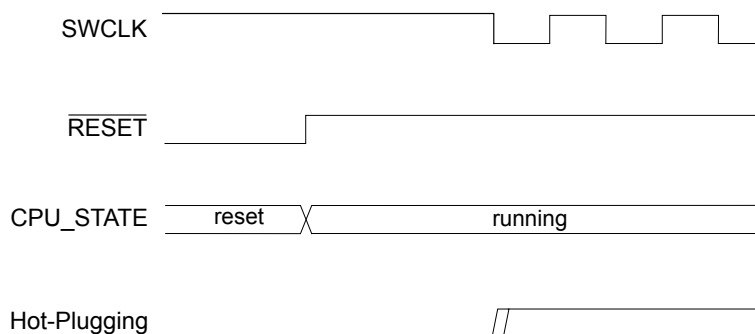 SWCLK
RESET
CPU_STATE reset running
Hot-Plugging